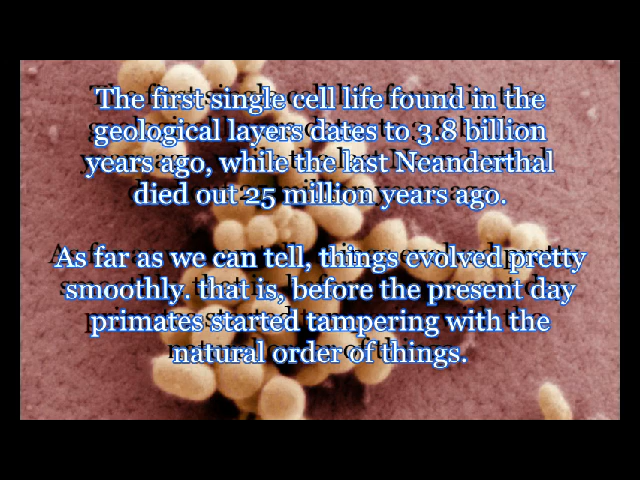 The first single cell life found in the
geological layers dates to 3.8 billion
years ago, while the last Neanderthal
died out 25 million years ago.
As far as we can tell, things evolved pretty
smoothly. that is, before the present day
primates started tampering with the
natural order of things.